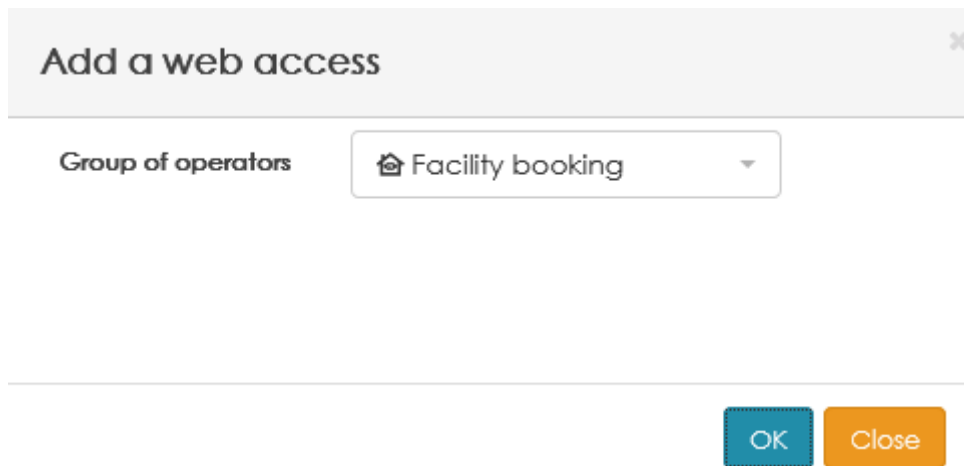 Add a web access
Group of operators
Facility booking
OK
Close